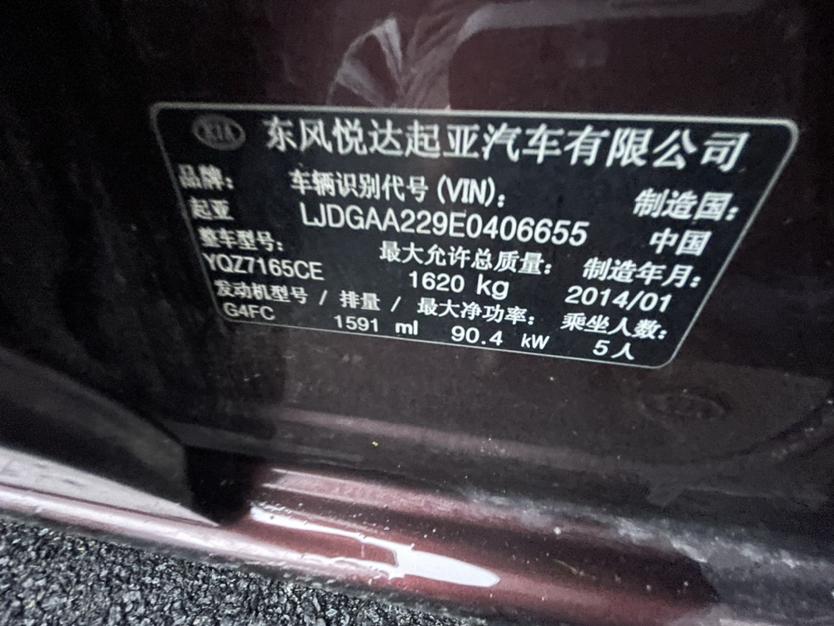 KIA 东风悦达起亚汽车有限公司
品牌： 车辆识别代号 (VIN)： 制造国：
起亚 LJDGAA229E0406655 中国
整车型号： 最大允许总质量： 制造年月：
YQZ7165CE 1620 kg 2014/01
发动机型号 / 排量 / 最大净功率： 乘坐人数：
G4FC 1591 ml 90.4 kW 5人